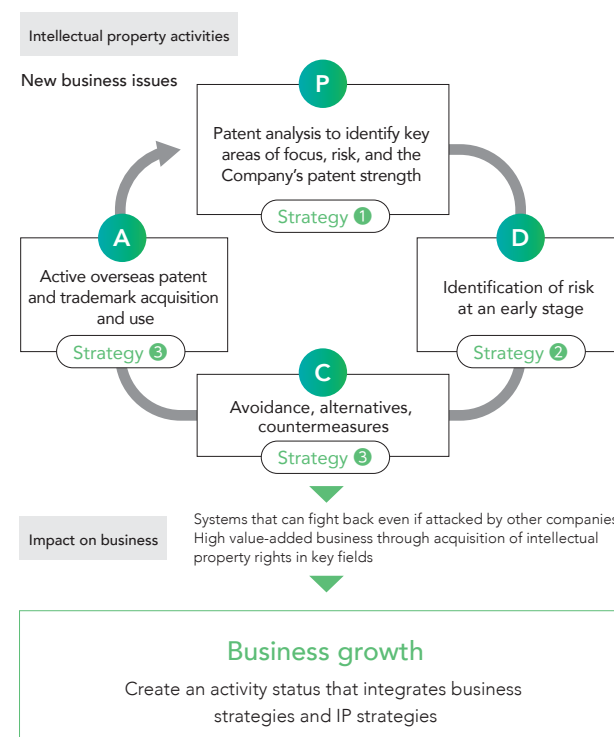 Intellectual property activities
New business issues
P
Patent analysis to identify key
areas of focus, risk, and the
Company's patent strength
Strategy ❶
A
Active overseas patent
and trademark acquisition
and use
Strategy ❸
D
Identification of risk
at an early stage
Strategy ❷
C
Avoidance, alternatives,
countermeasures
Strategy ❸
Impact on business
Systems that can fight back even if attacked by other companies
High value-added business through acquisition of intellectual
property rights in key fields
Business growth
Create an activity status that integrates business
strategies and IP strategies